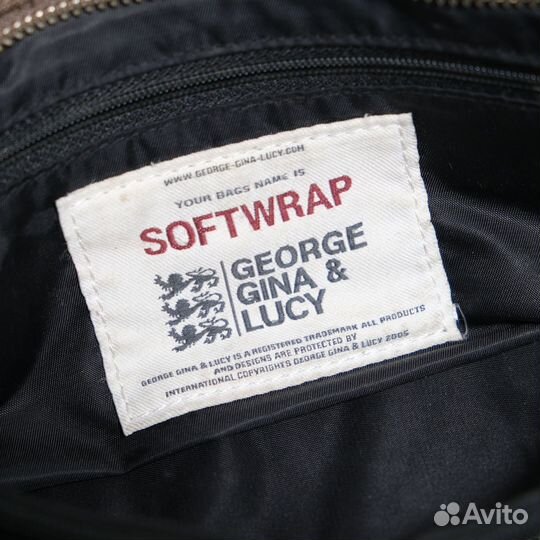 WWW.GEORGE-GINA-LUCY.COM
YOUR BAGS NAME IS
SOFTWRAP
GEORGE
GINA &
LUCY
GEORGE GINA & LUCY IS A REGISTERED TRADEMARK ALL PRODUCTS
AND DESIGNS ARE PROTECTED BY
INTERNATIONAL COPYRIGHTS GEORGE GINA & LUCY 2005
Avito